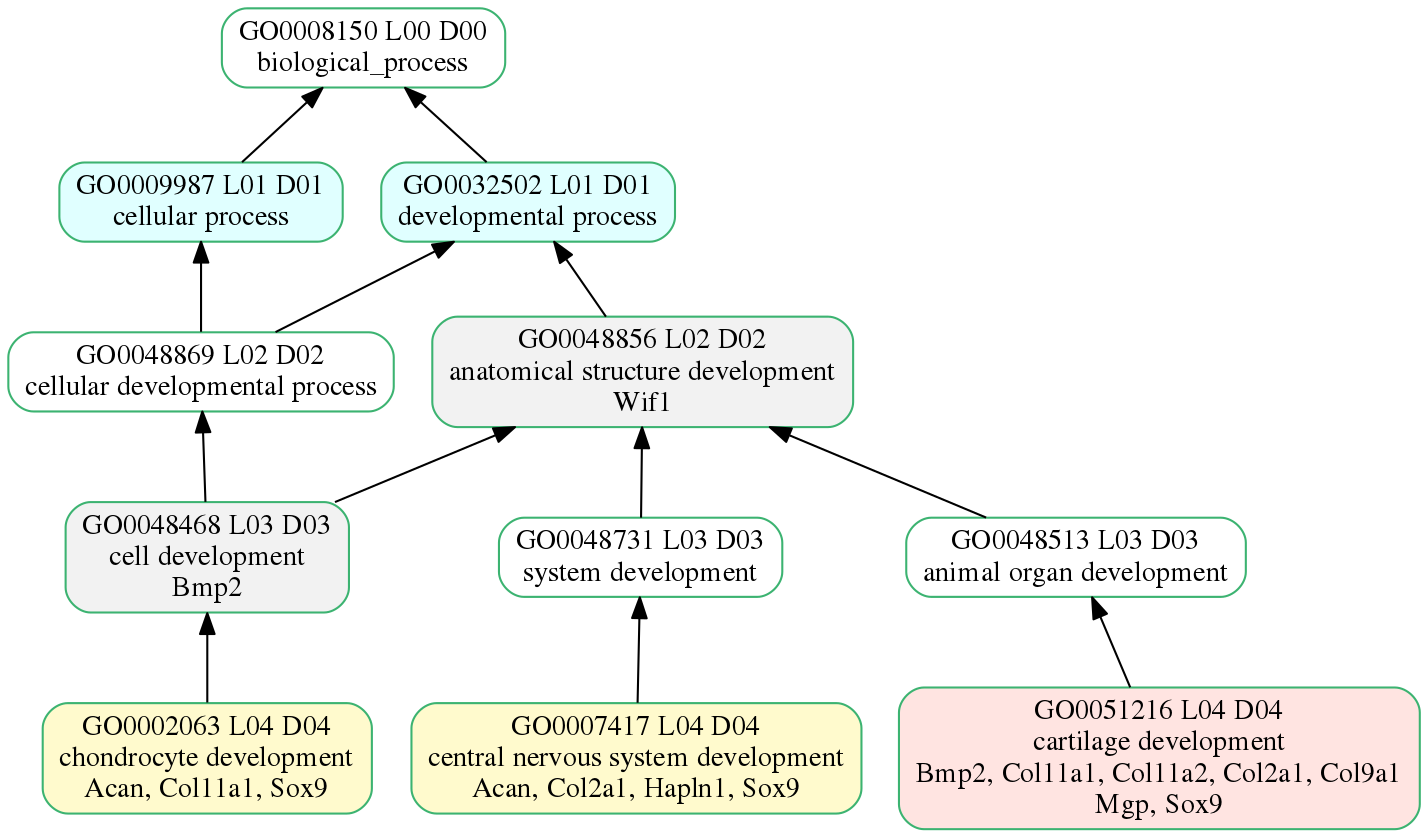 GO0008150 L00 D00
biological_process
GO0009987 L01 D01
cellular process
GO0032502 L01 D01
developmental process
GO0048869 L02 D02
cellular developmental process
GO0048856 L02 D02
anatomical structure development
Wif1
GO0048468 L03 D03
cell development
Bmp2
GO0048731 L03 D03
system development
GO0048513 L03 D03
animal organ development
GO0002063 L04 D04
chondrocyte development
Acan, Col11a1, Sox9
GO0007417 L04 D04
central nervous system development
Acan, Col2a1, Hapln1, Sox9
GO0051216 L04 D04
cartilage development
Bmp2, Col11a1, Col11a2, Col2a1, Col9a1
Mgp, Sox9